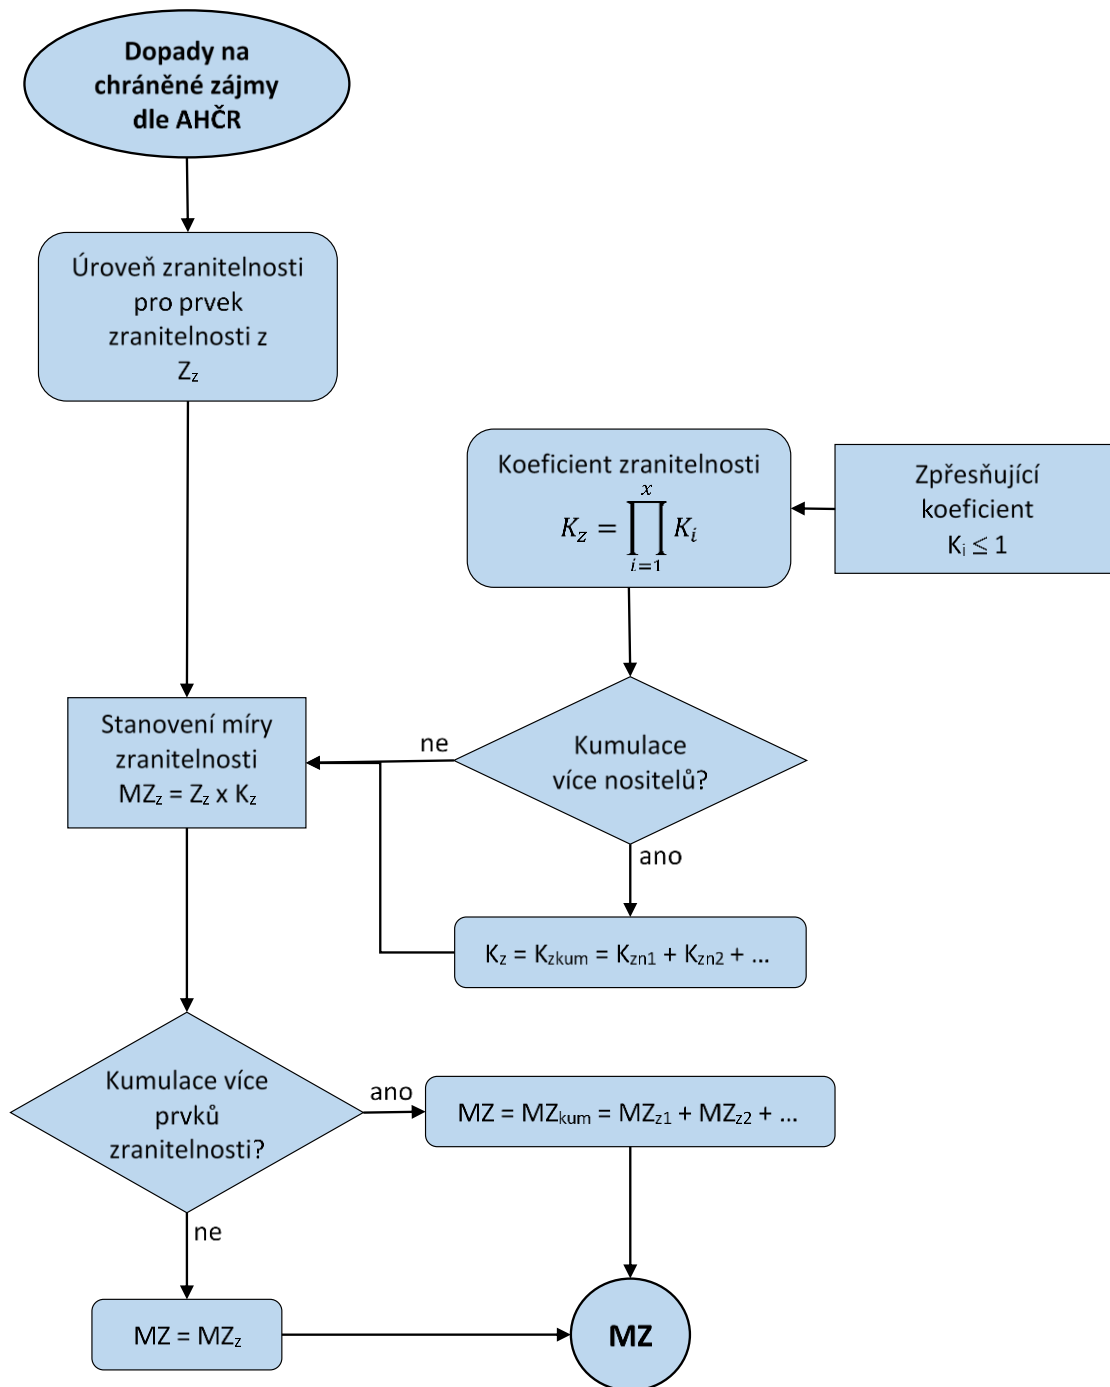 Dopady na
chráněné zájmy
dle AHČR
Úroveň zranitelnosti
pro prvek
zranitelnosti z
Zz
Koeficient zranitelnosti
K_z = ∏_{i=1}^{x} K_i
Zpřesňující
koeficient
Ki ≤ 1
Stanovení míry
zranitelnosti
MZz = Zz x Kz
ne
Kumulace
více nositelů?
ano
Kz = Kzkum = Kzn1 + Kzn2 + ...
Kumulace více
prvků
zranitelnosti?
ano
MZ = MZkum = MZz1 + MZz2 + ...
ne
MZ = MZz
MZ